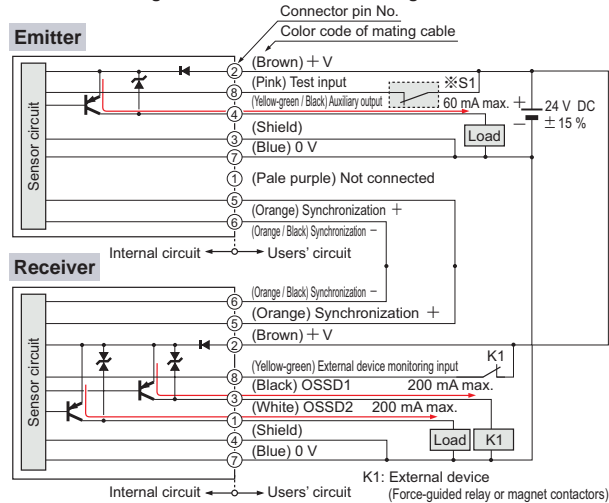 Connector pin No.
Color code of mating cable
Emitter
Sensor circuit
2 (Brown) + V
8 (Pink) Test input
※S1
4 (Yellow-green / Black) Auxiliary output
60 mA max.
+
−
24 V DC
± 15 %
Load
3 (Shield)
7 (Blue) 0 V
1 (Pale purple) Not connected
5 (Orange) Synchronization +
6 (Orange / Black) Synchronization −
Internal circuit
Users' circuit
Receiver
Sensor circuit
6 (Orange / Black) Synchronization −
5 (Orange) Synchronization +
2 (Brown) + V
8 (Yellow-green) External device monitoring input
K1
3 (Black) OSSD1 200 mA max.
1 (White) OSSD2 200 mA max.
4 (Shield)
Load
K1
7 (Blue) 0 V
K1: External device
(Force-guided relay or magnet contactors)
Internal circuit
Users' circuit